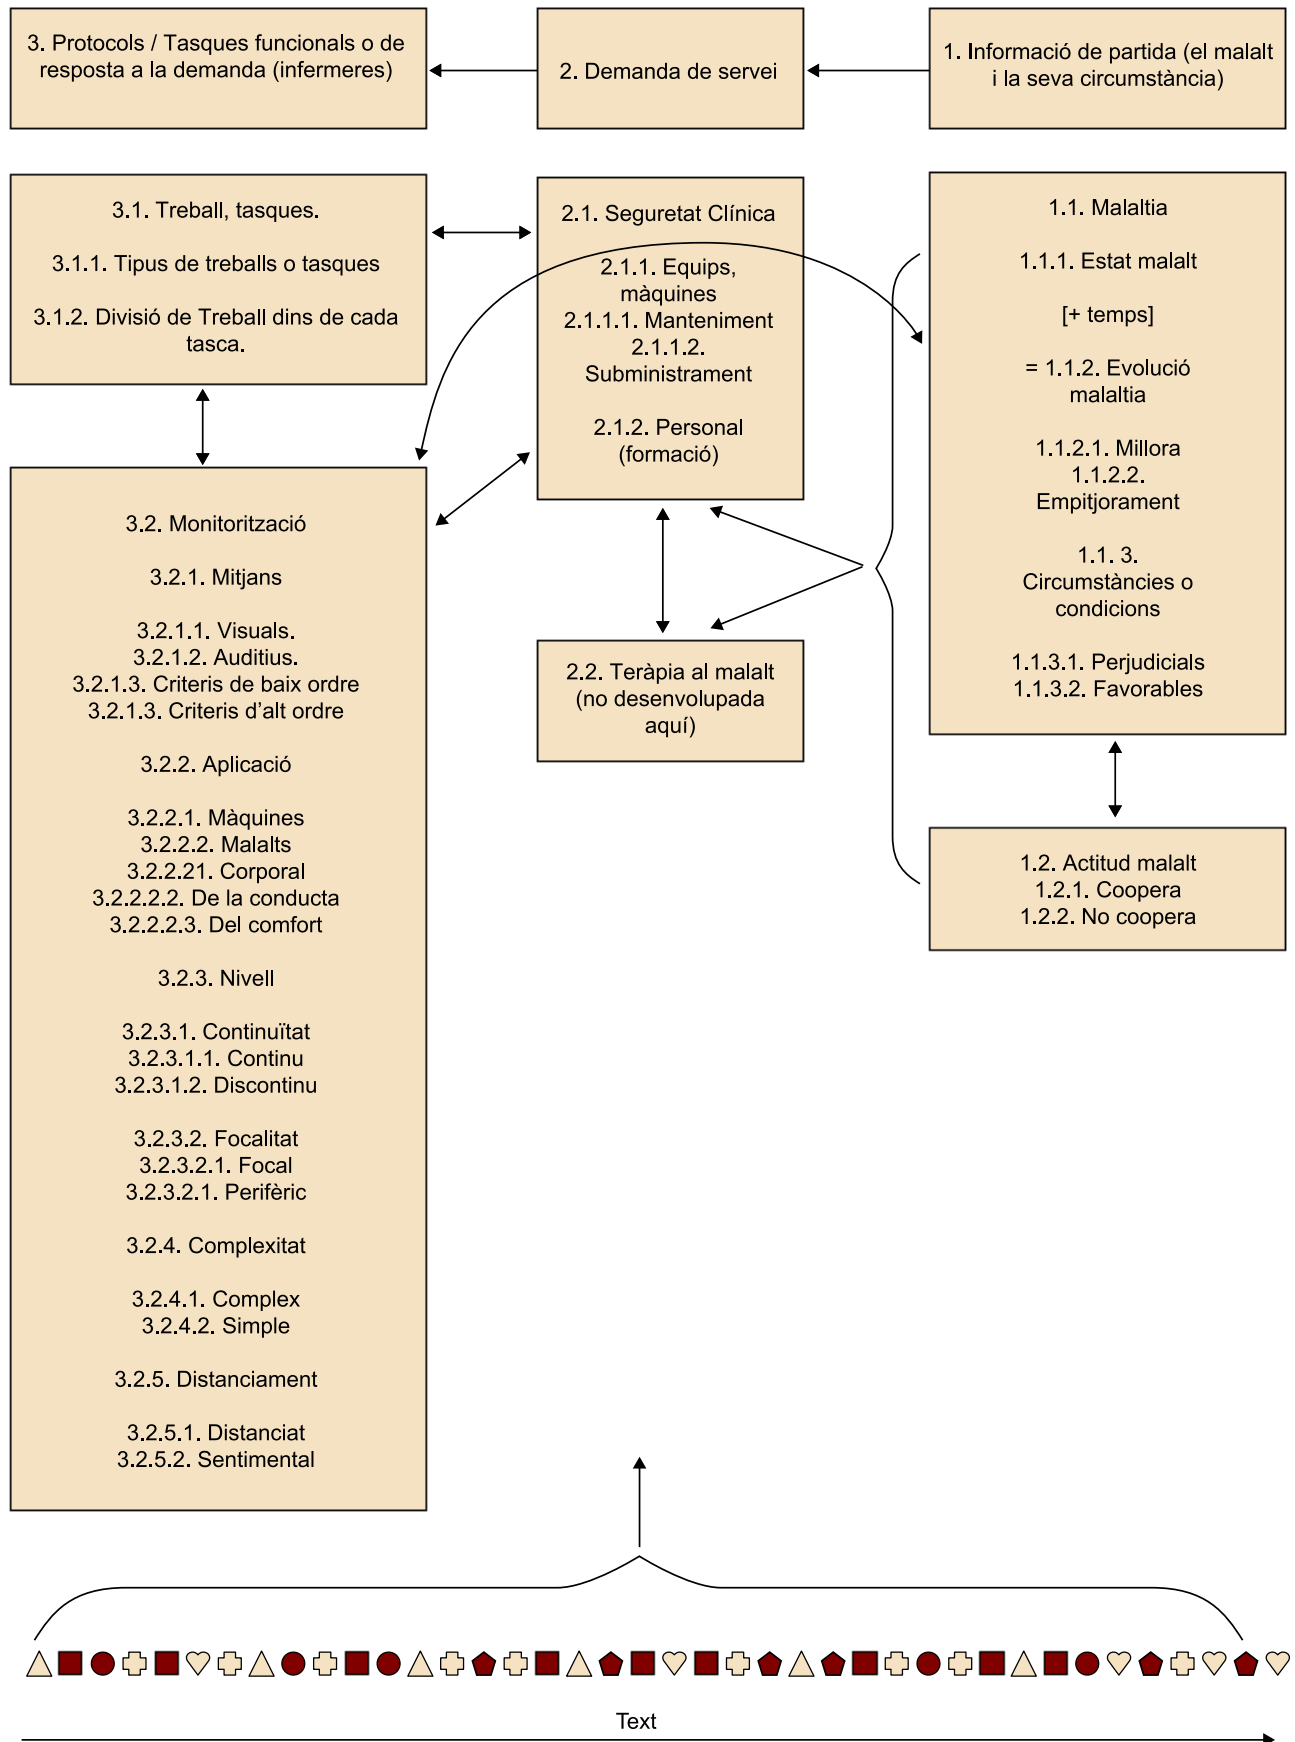 3. Protocols / Tasques funcionals o de
resposta a la demanda (infermeres)
2. Demanda de servei
1. Informació de partida (el malalt
i la seva circumstància)
3.1. Treball, tasques.
3.1.1. Tipus de treballs o tasques
3.1.2. Divisió de Treball dins de cada
tasca.
3.2. Monitorització
3.2.1. Mitjans
3.2.1.1. Visuals.
3.2.1.2. Auditius.
3.2.1.3. Criteris de baix ordre
3.2.1.3. Criteris d'alt ordre
3.2.2. Aplicació
3.2.2.1. Màquines
3.2.2.2. Malalts
3.2.2.21. Corporal
3.2.2.2.2. De la conducta
3.2.2.2.3. Del comfort
3.2.3. Nivell
3.2.3.1. Continuïtat
3.2.3.1.1. Continu
3.2.3.1.2. Discontinu
3.2.3.2. Focalitat
3.2.3.2.1. Focal
3.2.3.2.1. Perifèric
3.2.4. Complexitat
3.2.4.1. Complex
3.2.4.2. Simple
3.2.5. Distanciament
3.2.5.1. Distanciat
3.2.5.2. Sentimental
2.1. Seguretat Clínica
2.1.1. Equips,
màquines
2.1.1.1. Manteniment
2.1.1.2.
Subministrament
2.1.2. Personal
(formació)
2.2. Teràpia al malalt
(no desenvolupada
aquí)
1.1. Malaltia
1.1.1. Estat malalt
[+ temps]
= 1.1.2. Evolució
malaltia
1.1.2.1. Millora
1.1.2.2.
Empitjorament
1.1. 3.
Circumstàncies o
condicions
1.1.3.1. Perjudicials
1.1.3.2. Favorables
1.2. Actitud malalt
1.2.1. Coopera
1.2.2. No coopera
Text